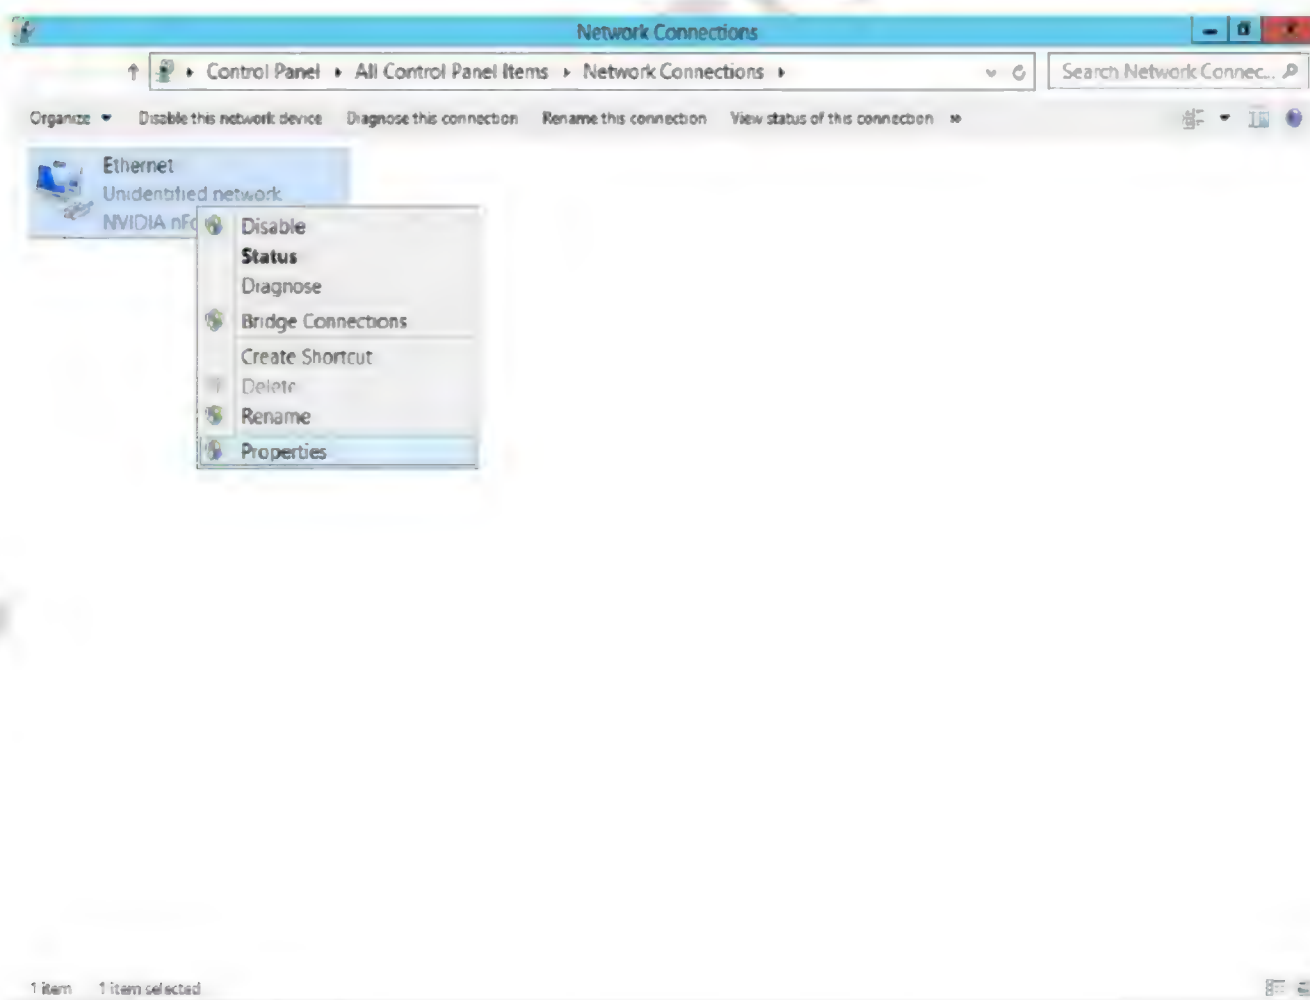 Network Connections
Control Panel All Control Panel Items Network Connections
Search Network Connec...
Organize Disable this network device Diagnose this connection Rename this connection View status of this connection »
Ethernet
Unidentified network
NVIDIA nFo
Disable
Status
Diagnose
Bridge Connections
Create Shortcut
Delete
Rename
Properties
1 item 1 item selected